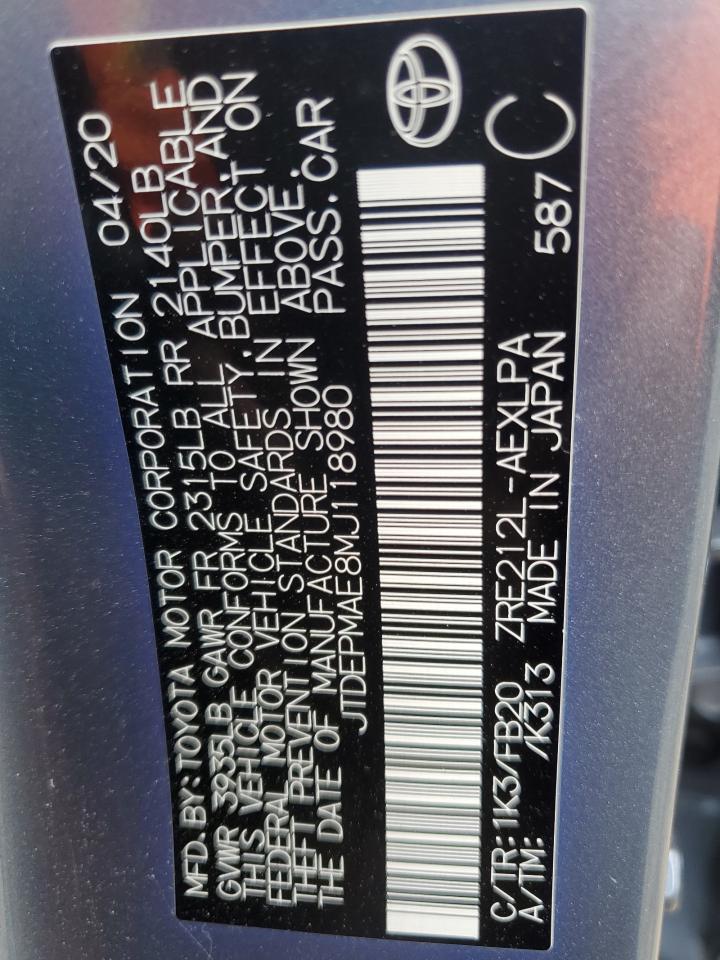 MFD. BY: TOYOTA MOTOR CORPORATION 04/20
GVWR 3935LB GAWR FR 2315LB RR 2140LB
THIS VEHICLE CONFORMS TO ALL APPLICABLE
FEDERAL MOTOR VEHICLE SAFETY, BUMPER, AND
THEFT PREVENTION STANDARDS IN EFFECT ON
THE DATE OF MANUFACTURE SHOWN ABOVE.
JTDEPMAE8MJ118980 PASS. CAR
C/TR: 1K3/FB20 ZRE212L-AEXLPA
A/TM: /K313 MADE IN JAPAN 587 C